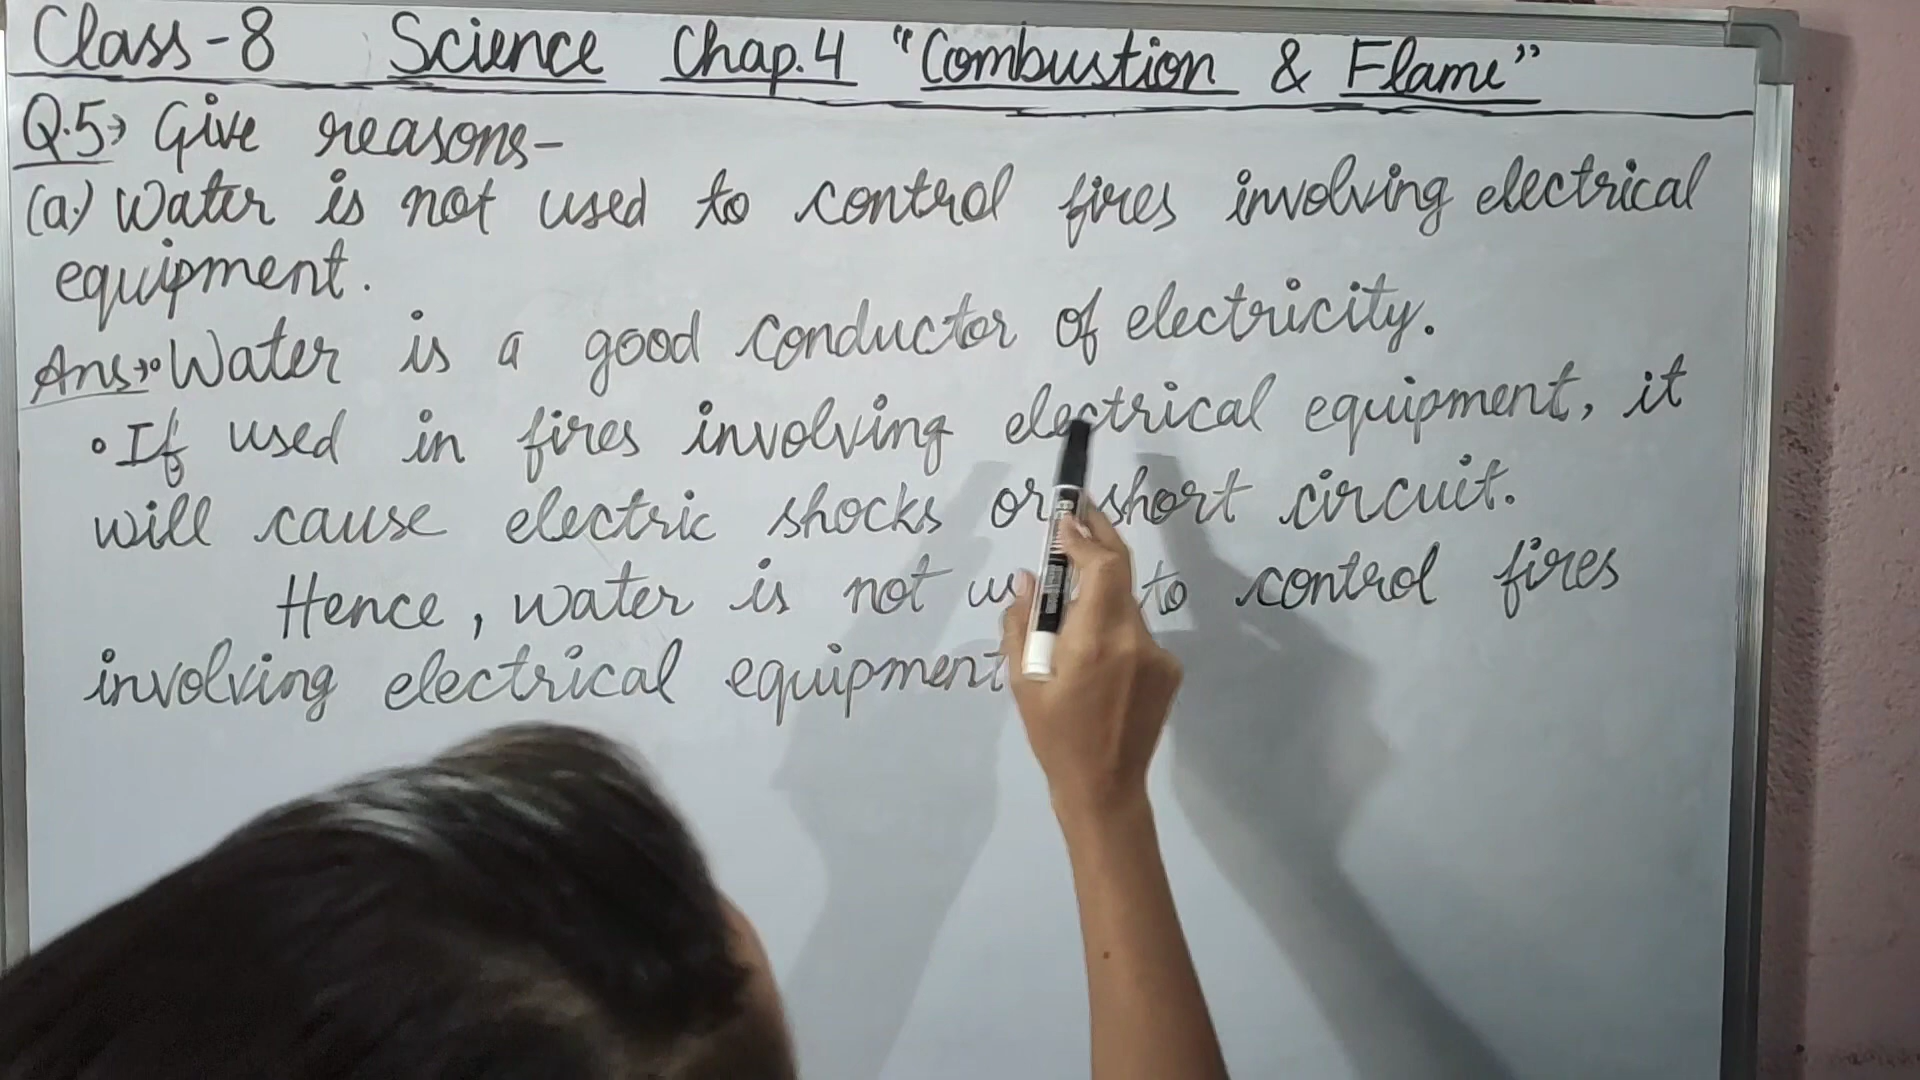 Class-8 Science Chap.4 "Combustion & Flame"
Q.5→ Give reasons-
(a.) Water is not used to control fires involving electrical
equipment.
Ans→• Water is a good conductor of electricity.
• If used in fires involving electrical equipment, it
will cause electric shocks or short circuit.
Hence, water is not to control fires
involving electrical equipment